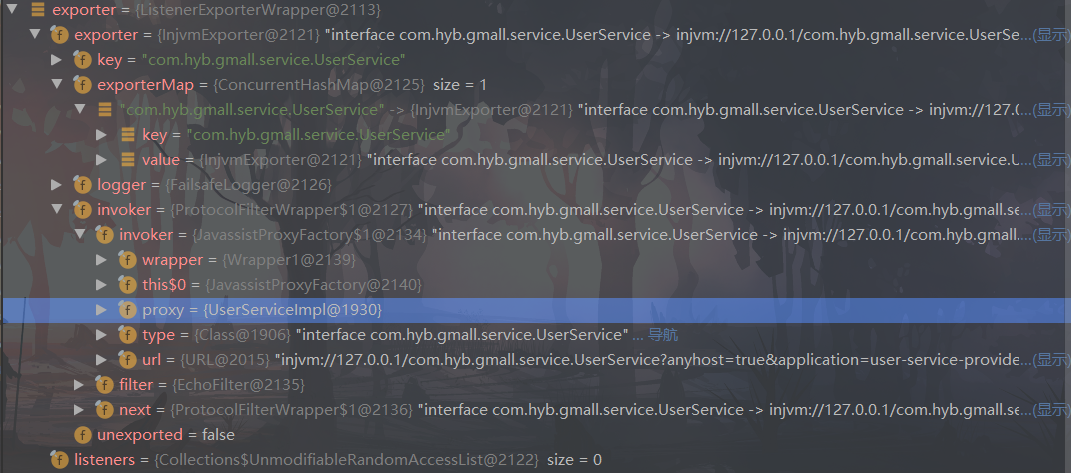 exporter = {ListenerExporterWrapper@2113}
exporter = {InjvmExporter@2121} "interface com.hyb.gmall.service.UserService -> injvm://127.0.0.1/com.hyb.gmall.service.UserSe...(显示)
key = "com.hyb.gmall.service.UserService"
exporterMap = {ConcurrentHashMap@2125} size = 1
"com.hyb.gmall.service.UserService" -> {InjvmExporter@2121} "interface com.hyb.gmall.service.UserService -> injvm://127.0...(显示)
key = "com.hyb.gmall.service.UserService"
value = {InjvmExporter@2121} "interface com.hyb.gmall.service.UserService -> injvm://127.0.0.1/com.hyb.gmall.service.U...(显示)
logger = {FailsafeLogger@2126}
invoker = {ProtocolFilterWrapper$1@2127} "interface com.hyb.gmall.service.UserService -> injvm://127.0.0.1/com.hyb.gmall.se...(显示)
invoker = {JavassistProxyFactory$1@2134} "interface com.hyb.gmall.service.UserService -> injvm://127.0.0.1/com.hyb.gmall....(显示)
wrapper = {Wrapper1@2139}
this$0 = {JavassistProxyFactory@2140}
proxy = {UserServiceImpl@1930}
type = {Class@1906} "interface com.hyb.gmall.service.UserService" ... 导航
url = {URL@2015} "injvm://127.0.0.1/com.hyb.gmall.service.UserService?anyhost=true&application=user-service-provide...(显示)
filter = {EchoFilter@2135}
next = {ProtocolFilterWrapper$1@2136} "interface com.hyb.gmall.service.UserService -> injvm://127.0.0.1/com.hyb.gmall.se...(显示)
unexported = false
listeners = {Collections$UnmodifiableRandomAccessList@2122} size = 0